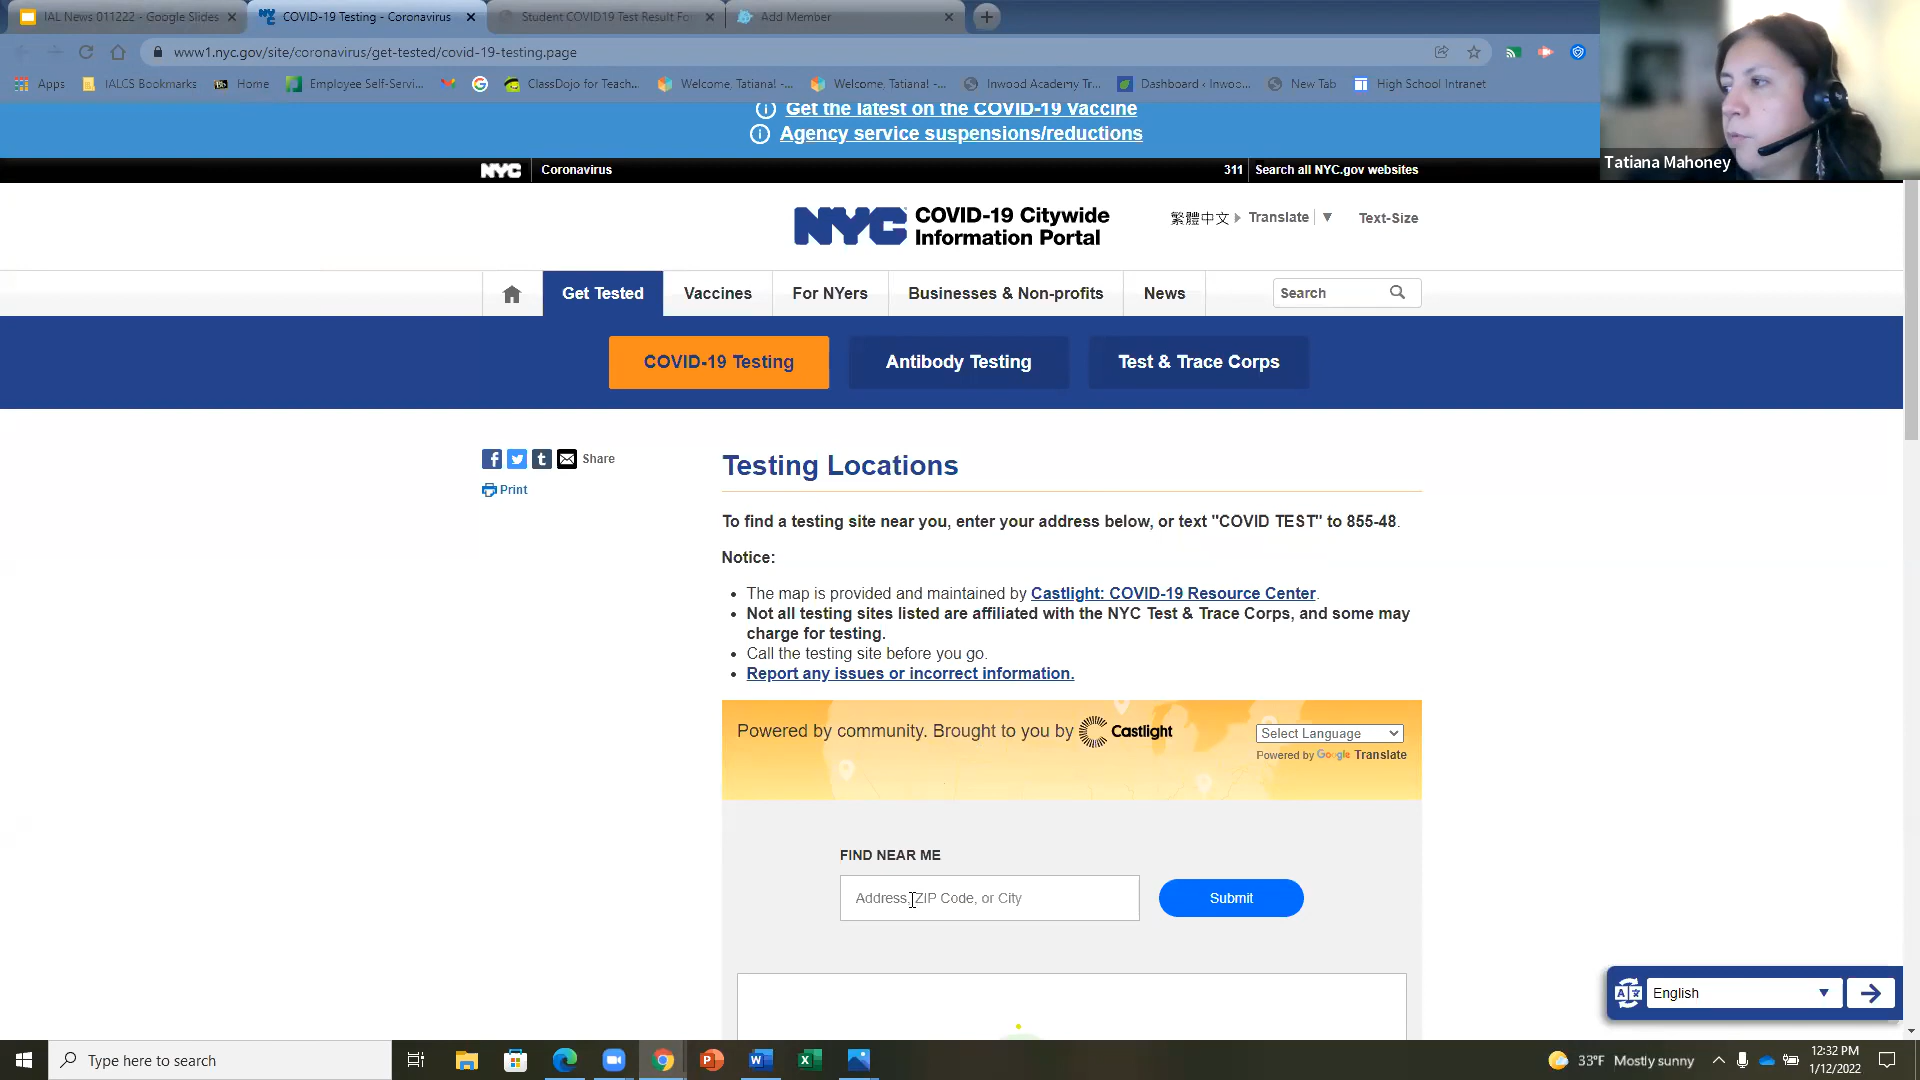 IAL News 011222 - Google Slides
COVID-19 Testing - Coronavirus
Student COVID19 Test Result Fo
Add Member
www1.nyc.gov/site/coronavirus/get-tested/covid-19-testing.page
Apps
IALCS Bookmarks
Home
Employee Self-Servi...
ClassDojo for Teach...
Welcome, Tatiana! -...
Welcome, Tatiana! -...
Inwood Academy Tr...
Dashboard ‹ Inwoo...
New Tab
High School Intranet
Tatiana Mahoney
Get the latest on the COVID-19 Vaccine
Agency service suspensions/reductions
NYC Coronavirus
311 Search all NYC.gov websites
NYC COVID-19 Citywide
Information Portal
繁體中文 Translate
Text-Size
Get Tested
Vaccines
For NYers
Businesses & Non-profits
News
Search
COVID-19 Testing
Antibody Testing
Test & Trace Corps
Share
Print
Testing Locations
To find a testing site near you, enter your address below, or text "COVID TEST" to 855-48.
Notice:
The map is provided and maintained by Castlight: COVID-19 Resource Center.
Not all testing sites listed are affiliated with the NYC Test & Trace Corps, and some may
charge for testing.
Call the testing site before you go.
Report any issues or incorrect information.
Powered by community. Brought to you by Castlight
Select Language
Powered by Google Translate
FIND NEAR ME
Address, ZIP Code, or City
Submit
English
Type here to search
33°F Mostly sunny
12:32 PM
1/12/2022